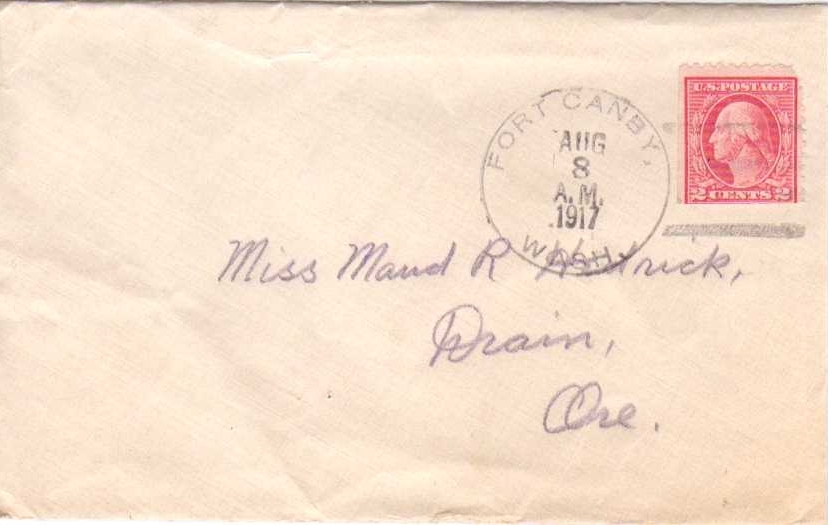 FORT CANBY,
AUG
8
A.M.
1917
WASH.
U.S. POSTAGE
2 CENTS 2
Miss Maud R
Drain,
Ore.